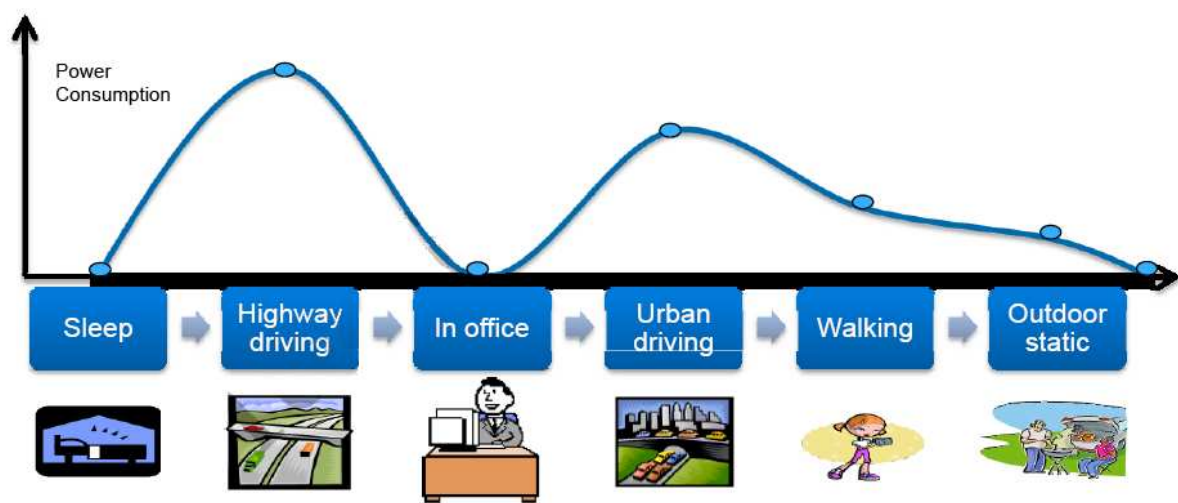 Power
Consumption
Sleep
Highway
driving
In office
Urban
driving
Walking
Outdoor
static